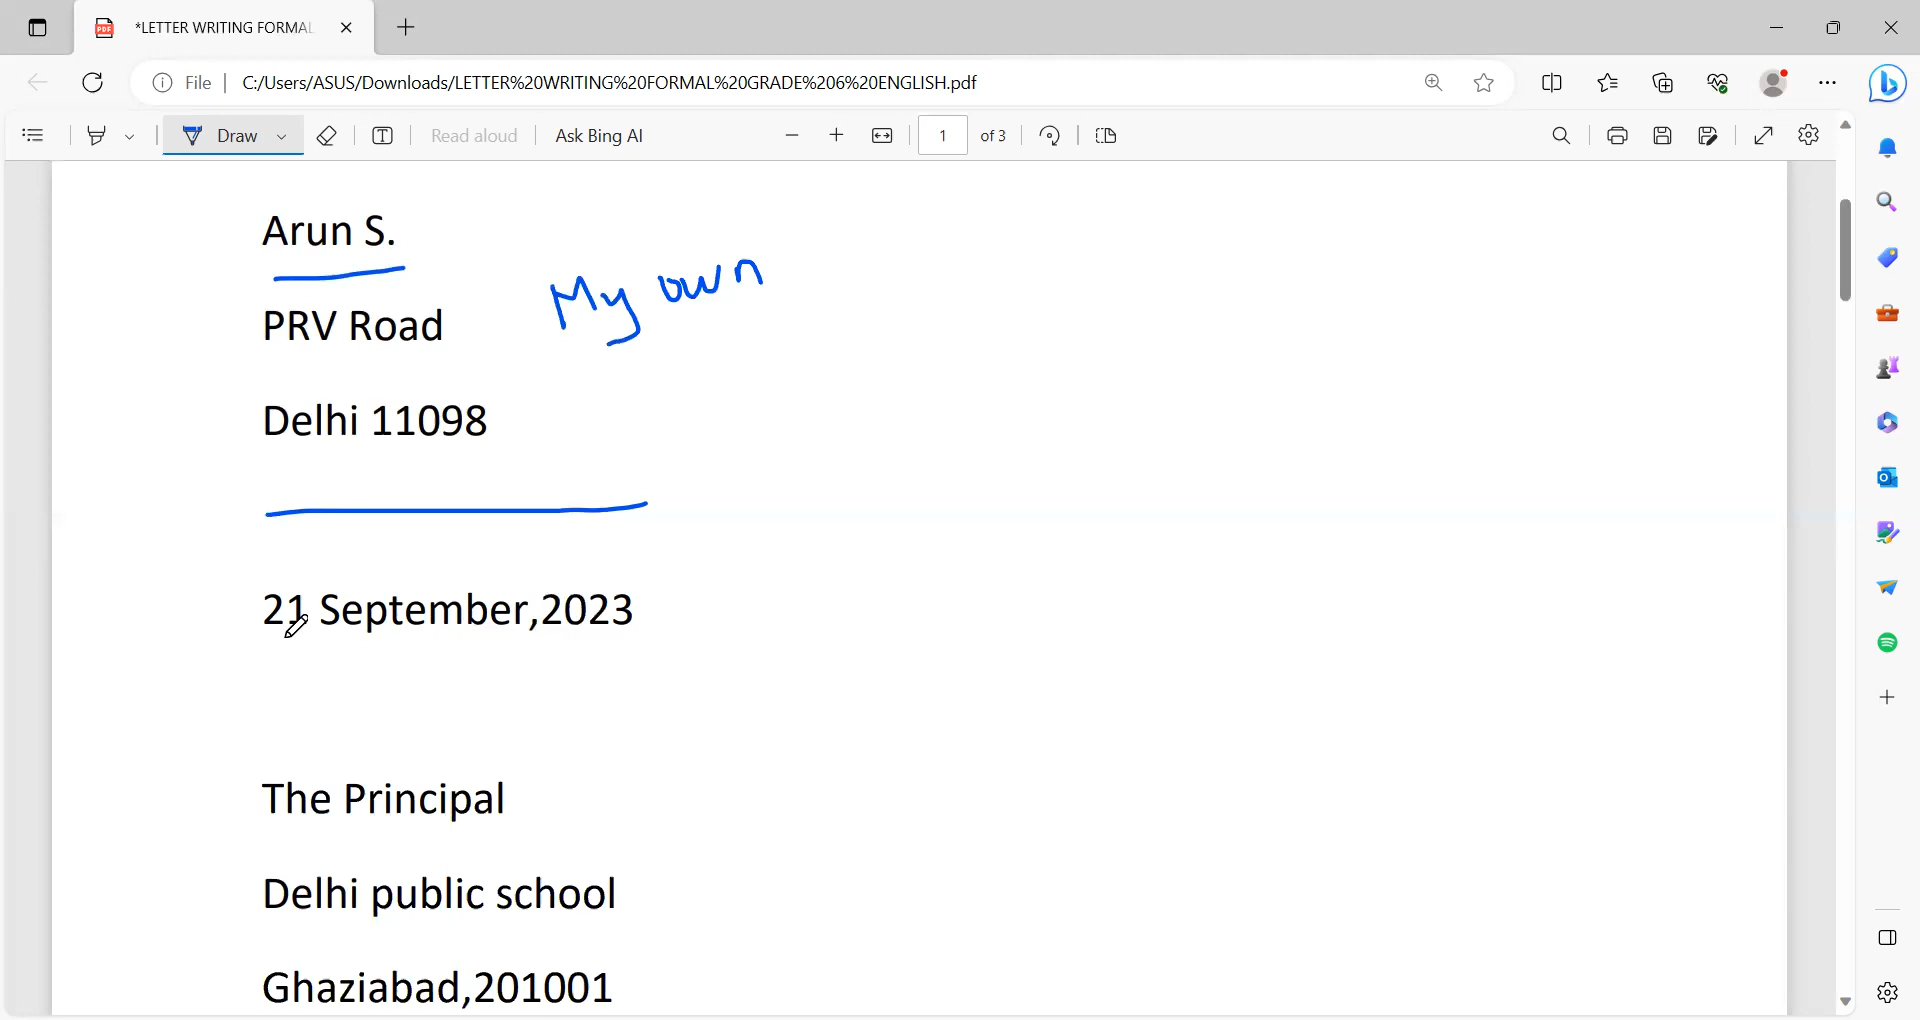 *LETTER WRITING FORMAL
File
C:/Users/ASUS/Downloads/LETTER%20WRITING%20FORMAL%20GRADE%206%20ENGLISH.pdf
Draw
Read aloud
Ask Bing AI
1 of 3
Arun S.
My own
PRV Road
Delhi 11098
21 September,2023
The Principal
Delhi public school
Ghaziabad,201001